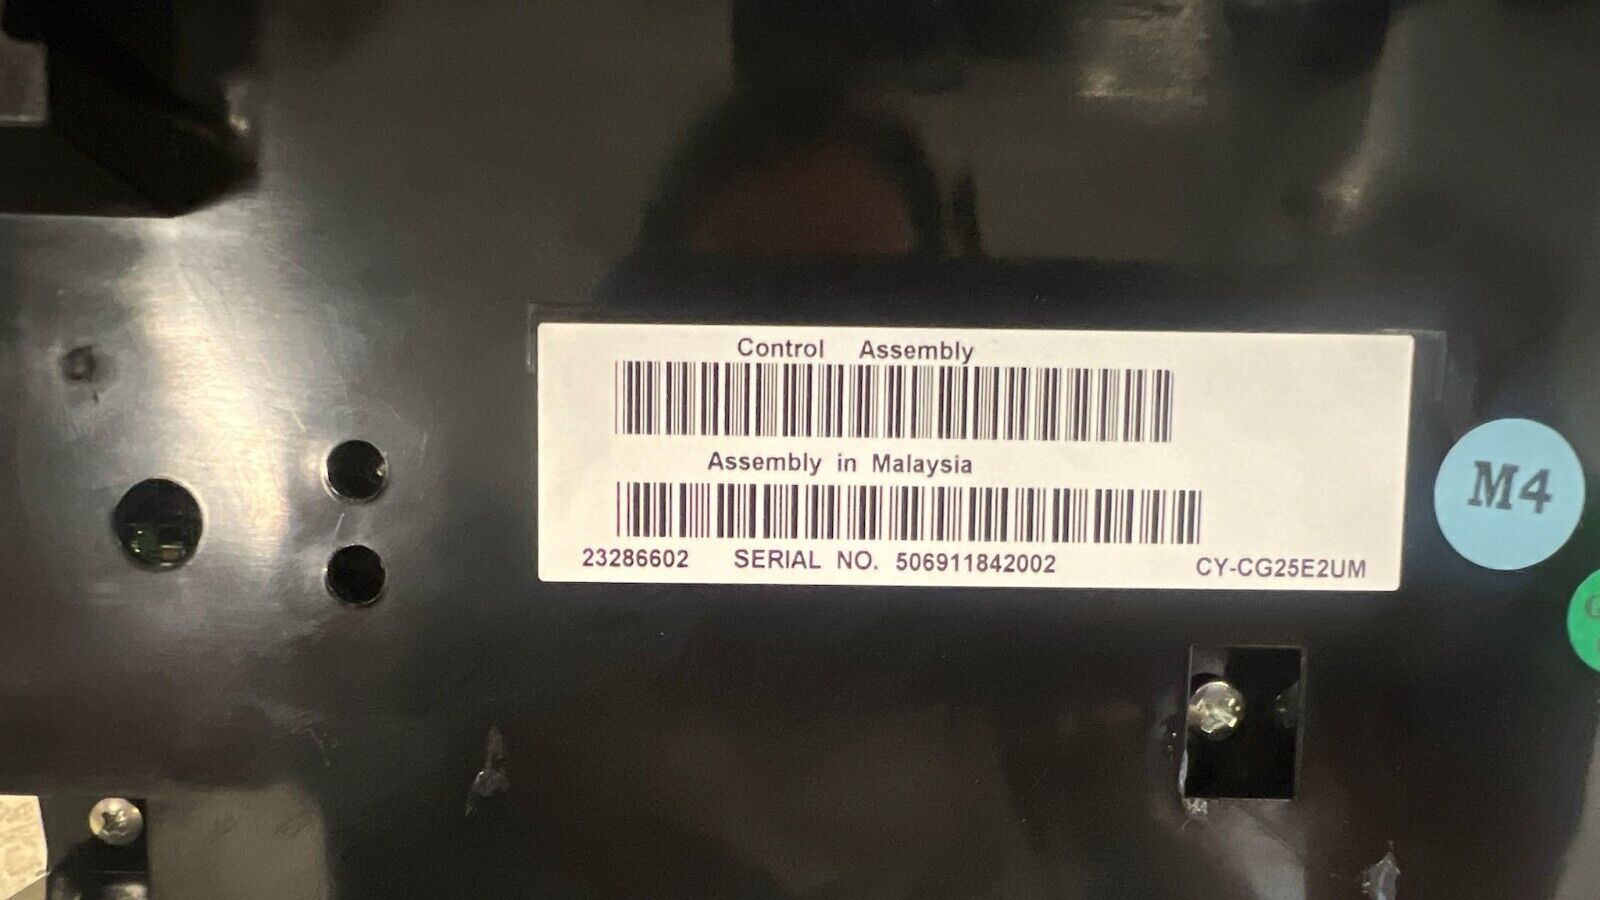 Control Assembly
Assembly in Malaysia
23286602 SERIAL NO. 506911842002 CY-CG25E2UM
M4